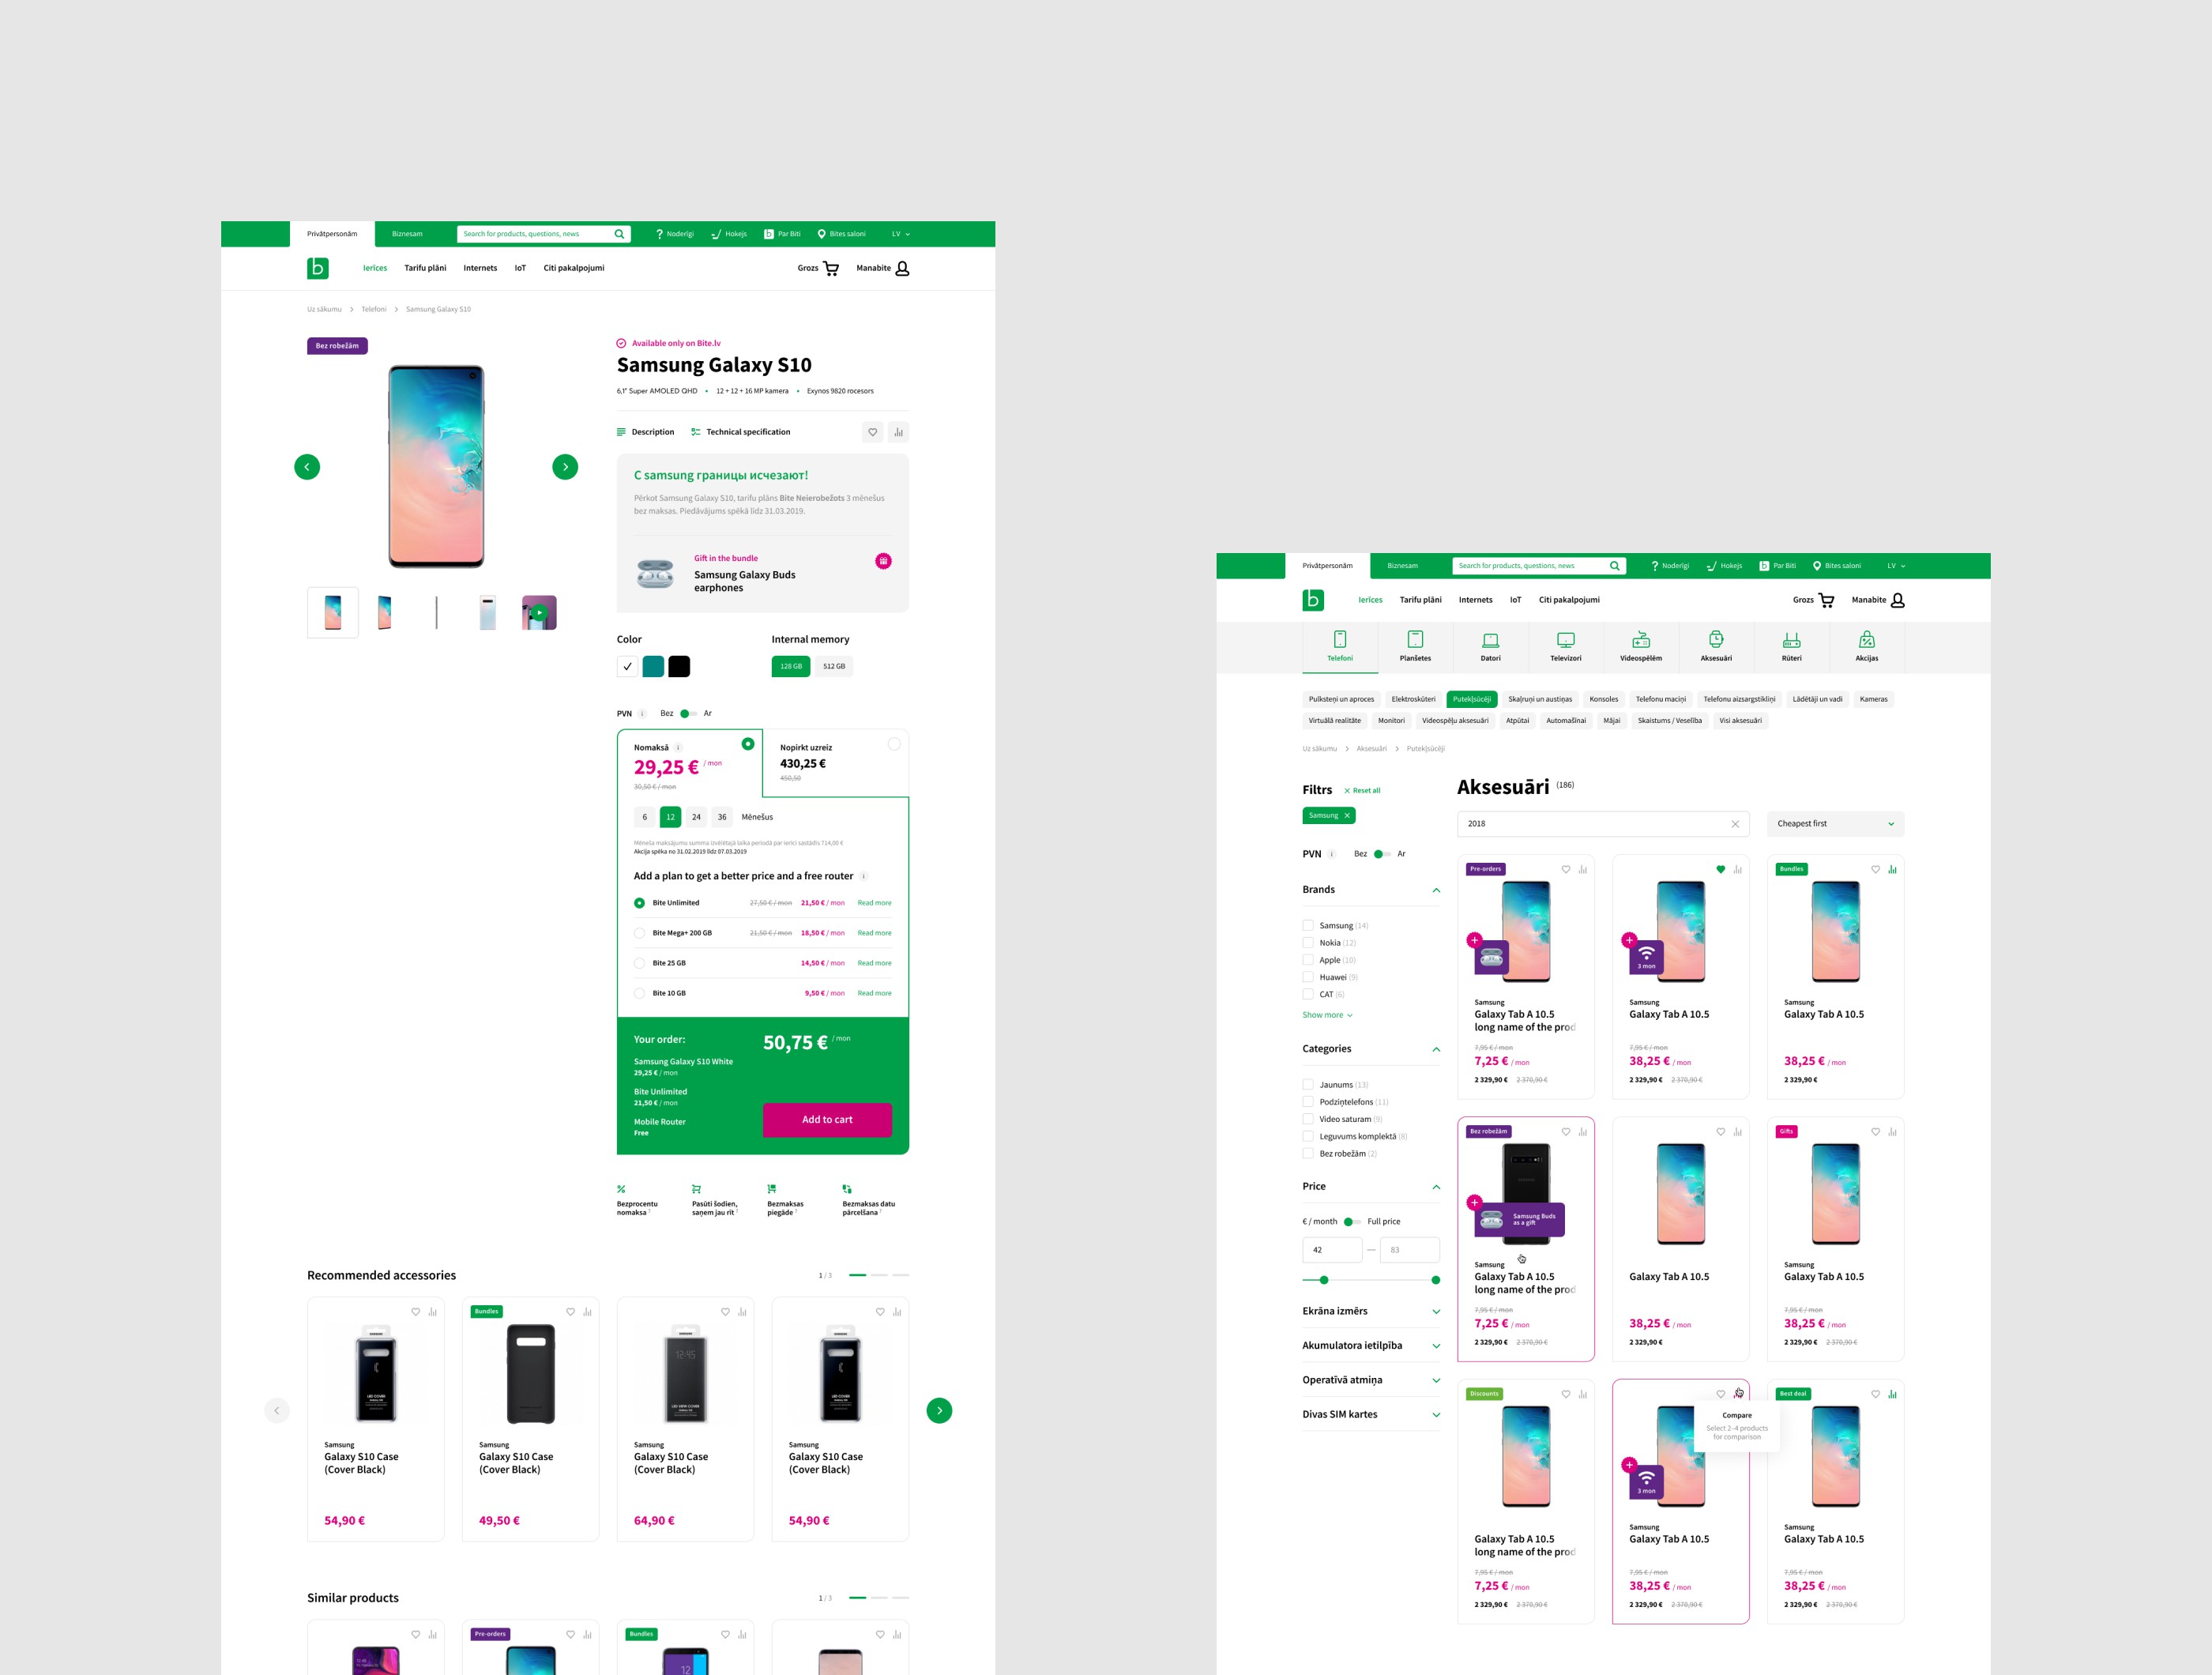 Privātpersonām
Biznesam
Search for products, questions, news
Noderīgi
Hokejs
Par Biti
Bites saloni
LV
b
Ierīces
Tarifu plāni
Internets
IoT
Citi pakalpojumi
Grozs
Manabite
Uz sākumu > Telefoni > Samsung Galaxy S10
Bez robežām
Available only on Bite.lv
Samsung Galaxy S10
6,1" Super AMOLED QHD • 12 + 12 + 16 MP kamera • Exynos 9820 rocesors
Description
Technical specification
С samsung границы исчезают!
Pērkot Samsung Galaxy S10, tarifu plāns Bite Neierobežots 3 mēnešus
bez maksas. Piedāvājums spēkā līdz 31.03.2019.
Gift in the bundle
Samsung Galaxy Buds
earphones
Color
Internal memory
128 GB
512 GB
PVN i Bez Ar
Nomaksā i
29,25 € / mon
30,50 € / mon
Nopirkt uzreiz
430,25 €
450,50
6 12 24 36 Mēnešus
Mēneša maksājumu summa izvēlētajā laika periodā par ierīci sastādīs 714,00 €
Akcija spēka no 31.02.2019 līdz 07.03.2019
Add a plan to get a better price and a free router i
Bite Unlimited 27,50 € / mon 21,50 € / mon Read more
Bite Mega+ 200 GB 21,50 € / mon 18,50 € / mon Read more
Bite 25 GB 14,50 € / mon Read more
Bite 10 GB 9,50 € / mon Read more
Your order:
50,75 € / mon
Samsung Galaxy S10 White
29,25 € / mon
Bite Unlimited
21,50 € / mon
Mobile Router
Free
Add to cart
Bezprocentu
nomaksa
Pasūti šodien,
saņem jau rīt
Bezmaksas
piegāde
Bezmaksas datu
pārcelšana
Recommended accessories
1 / 3
Samsung
Galaxy S10 Case
(Cover Black)
54,90 €
Bundles
Samsung
Galaxy S10 Case
(Cover Black)
49,50 €
12:45
Samsung
Galaxy S10 Case
(Cover Black)
64,90 €
Samsung
Galaxy S10 Case
(Cover Black)
54,90 €
Similar products
1 / 3
Pre-orders
Bundles
12
Privātpersonām
Biznesam
Search for products, questions, news
Noderīgi
Hokejs
Par Biti
Bites saloni
LV
b
Ierīces
Tarifu plāni
Internets
IoT
Citi pakalpojumi
Grozs
Manabite
Telefoni
Planšetes
Datori
Televizori
Videospēlēm
Aksesuāri
Rūteri
Akcijas
Pulksteņi un aproces
Elektroskūteri
Putekļsūcēji
Skaļruņi un austiņas
Konsoles
Telefonu maciņi
Telefonu aizsargstikliņi
Lādētāji un vadi
Kameras
Virtuālā realitāte
Monitori
Videospēļu aksesuāri
Atpūtai
Automašīnai
Mājai
Skaistums / Veselība
Visi aksesuāri
Uz sākumu > Aksesuāri > Putekļsūcēji
Filtrs
Reset all
Samsung
PVN i Bez Ar
Brands
Samsung (14)
Nokia (12)
Apple (10)
Huawei (9)
CAT (6)
Show more
Categories
Jaunums (13)
Podziņtelefons (11)
Video saturam (9)
Ieguvums komplektā (8)
Bez robežām (2)
Price
€ / month
Full price
42 — 83
Ekrāna izmērs
Akumulatora ietilpība
Operatīvā atmiņa
Divas SIM kartes
Aksesuāri (186)
2018
Cheapest first
Pre-orders
Samsung
Galaxy Tab A 10.5
long name of the prod
7,95 € / mon
7,25 € / mon
2 329,90 € 2 370,90 €
3 mon
Samsung
Galaxy Tab A 10.5
7,95 € / mon
38,25 € / mon
2 329,90 € 2 370,90 €
Bundles
Samsung
Galaxy Tab A 10.5
38,25 € / mon
2 329,90 €
Bez robežām
Samsung Buds
as a gift
Samsung
Galaxy Tab A 10.5
long name of the prod
7,95 € / mon
7,25 € / mon
2 329,90 € 2 370,90 €
Galaxy Tab A 10.5
38,25 € / mon
2 329,90 €
Gifts
Samsung
Galaxy Tab A 10.5
7,95 € / mon
38,25 € / mon
2 329,90 € 2 370,90 €
Discounts
Galaxy Tab A 10.5
long name of the prod
7,95 € / mon
7,25 € / mon
2 329,90 € 2 370,90 €
Compare
Select 2–4 products
for comparison
3 mon
Samsung
Galaxy Tab A 10.5
7,95 € / mon
38,25 € / mon
2 329,90 € 2 370,90 €
Best deal
Samsung
Galaxy Tab A 10.5
7,95 € / mon
38,25 € / mon
2 329,90 € 2 370,90 €